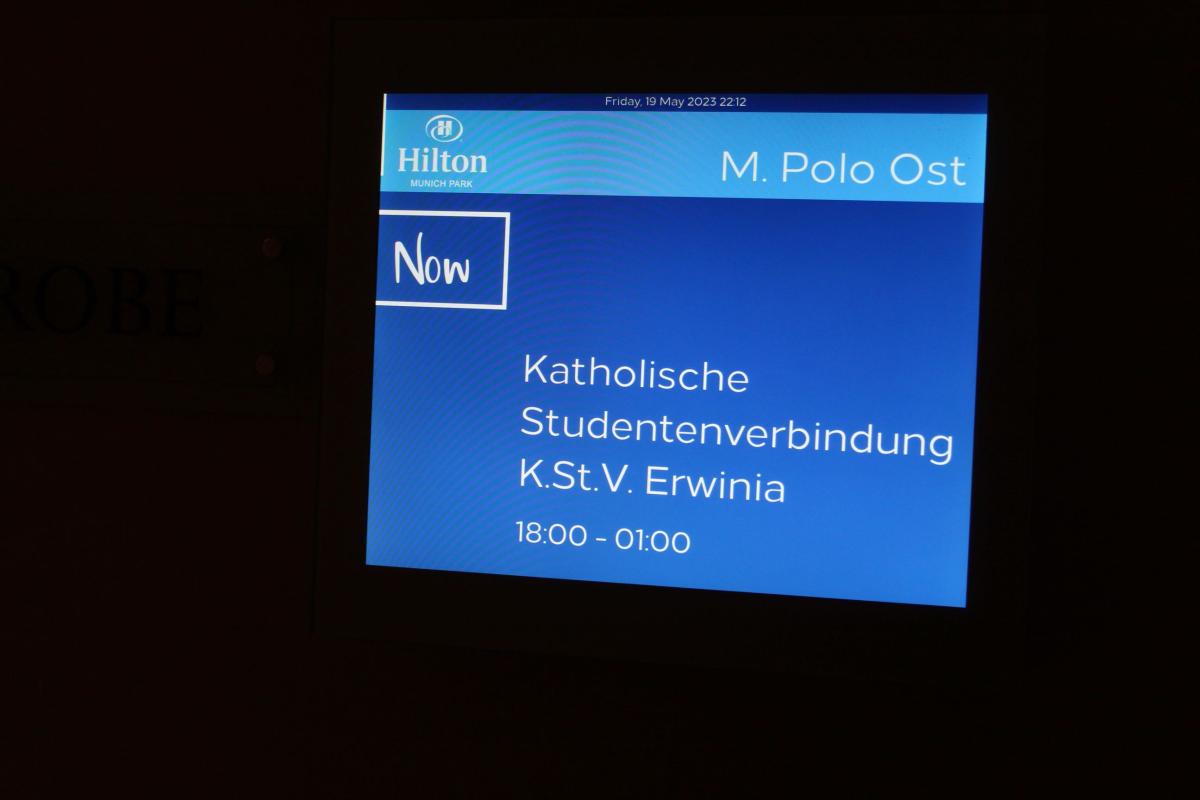 Friday, 19 May 2023 22:12
H
Hilton
MUNICH PARK
M. Polo Ost
Now
ROBE
Katholische
Studentenverbindung
K.St.V. Erwinia
18:00 - 01:00